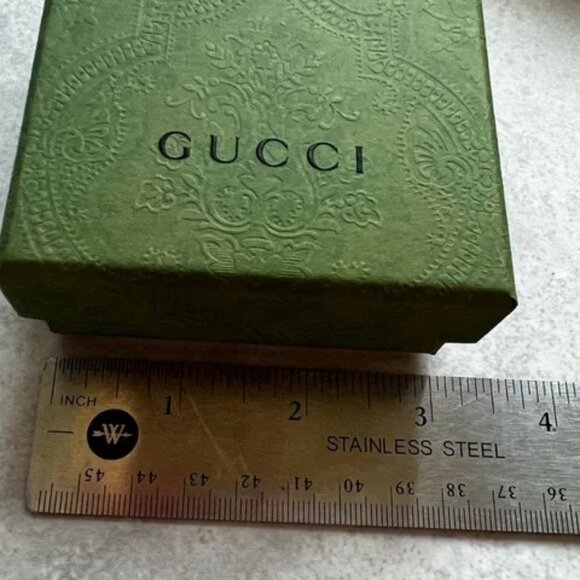 GUCCI
INCH
1 2 3 4
W
STAINLESS STEEL
45 44 43 42 41 40 39 38 37 36